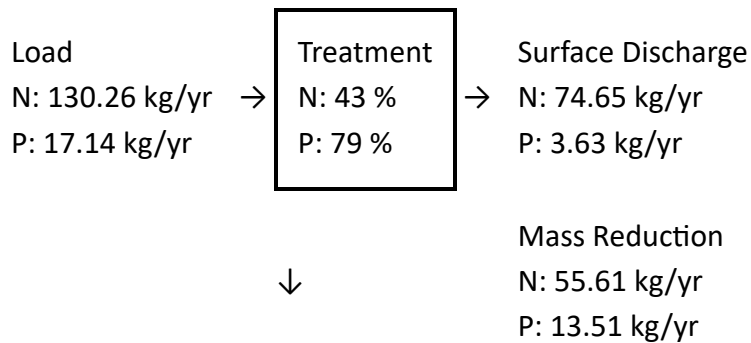 Load
N: 130.26 kg/yr →
P: 17.14 kg/yr
Treatment
N: 43 %
P: 79 %
→
Surface Discharge
N: 74.65 kg/yr
P: 3.63 kg/yr
↓
Mass Reduction
N: 55.61 kg/yr
P: 13.51 kg/yr